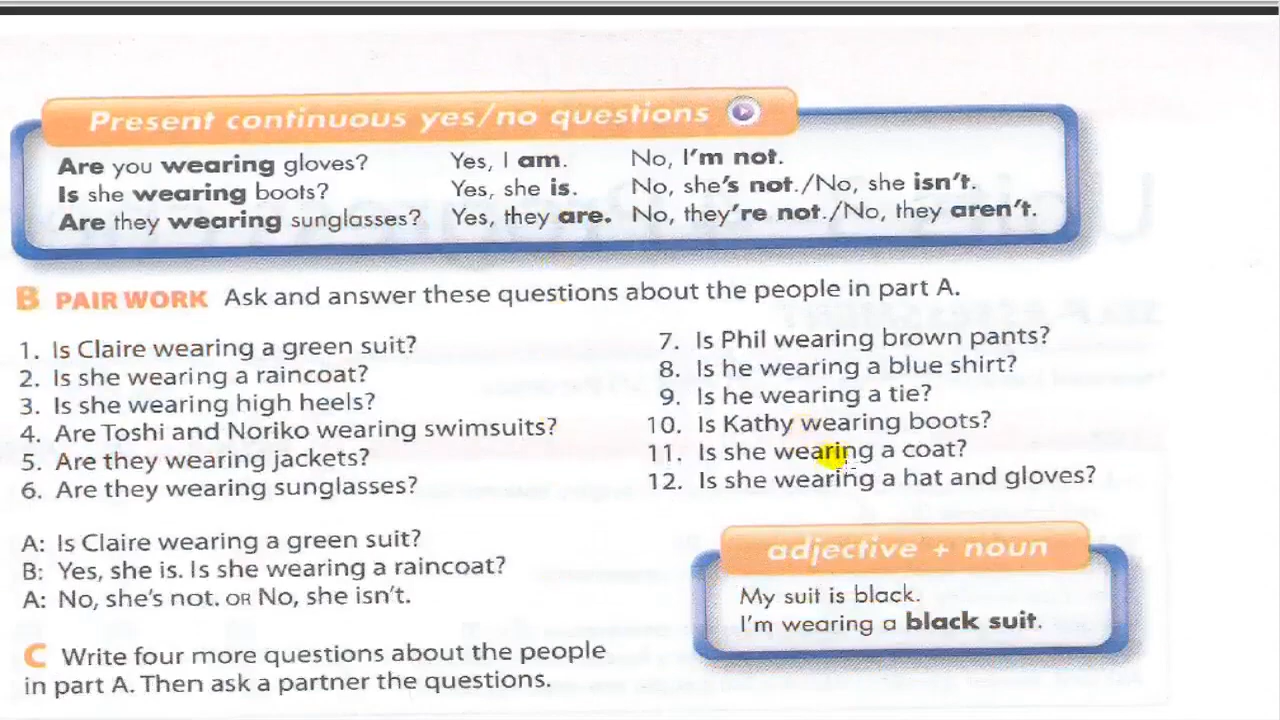 Present continuous yes/no questions
Are you wearing gloves? Yes, I am. No, I'm not.
Is she wearing boots? Yes, she is. No, she's not./No, she isn't.
Are they wearing sunglasses? Yes, they are. No, they're not./No, they aren't.
B PAIR WORK Ask and answer these questions about the people in part A.
1. Is Claire wearing a green suit?
2. Is she wearing a raincoat?
3. Is she wearing high heels?
4. Are Toshi and Noriko wearing swimsuits?
5. Are they wearing jackets?
6. Are they wearing sunglasses?
7. Is Phil wearing brown pants?
8. Is he wearing a blue shirt?
9. Is he wearing a tie?
10. Is Kathy wearing boots?
11. Is she wearing a coat?
12. Is she wearing a hat and gloves?
A: Is Claire wearing a green suit?
B: Yes, she is. Is she wearing a raincoat?
A: No, she's not. OR No, she isn't.
adjective + noun
My suit is black.
I'm wearing a black suit.
C Write four more questions about the people
in part A. Then ask a partner the questions.